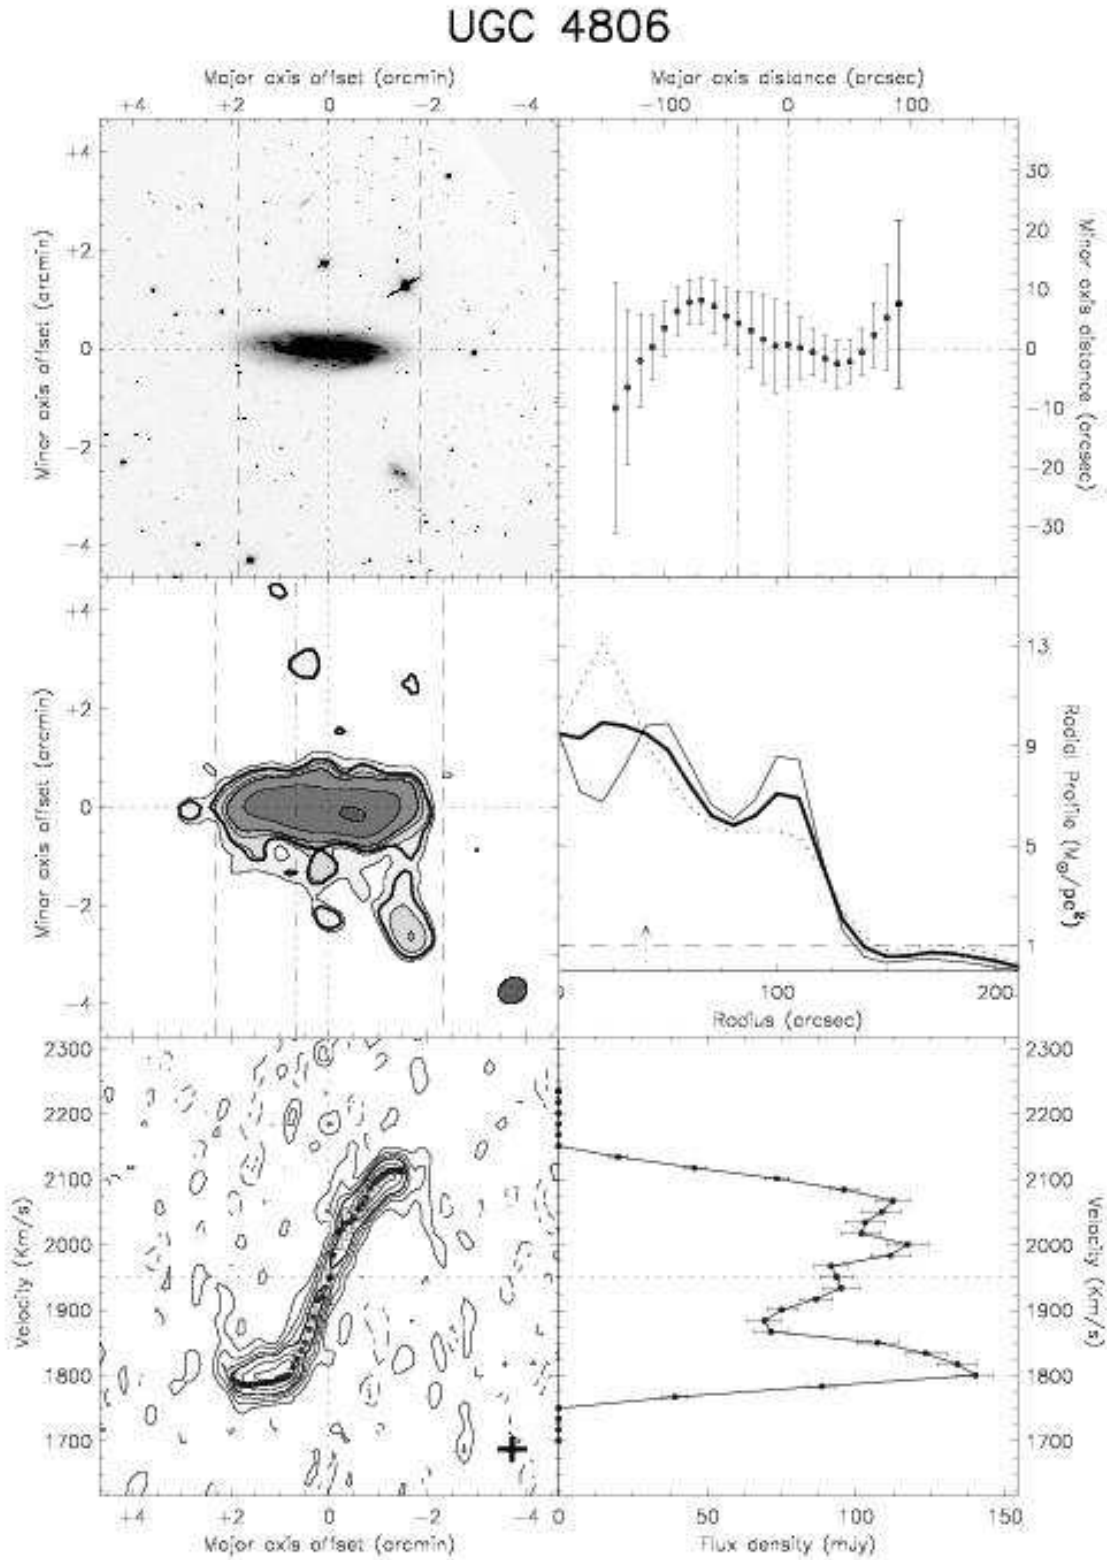 UGC 4806
Major axis offset (arcmin)
Major axis distance (arcsec)
+4 +2 0 -2 -4
-100 0 100
Minor axis offset (arcmin)
+4
+2
0
-2
-4
30
20
10
0
-10
-20
-30
Minor axis distance (arcsec)
Minor axis offset (arcmin)
+4
+2
0
-2
-4
13
9
5
1
Radial Profile (M⊙/pc²)
0 100 200
Radius (arcsec)
Velocity (Km/s)
2300
2200
2100
2000
1900
1800
1700
2300
2200
2100
2000
1900
1800
1700
Velocity (Km/s)
+4 +2 0 -2 -4
0 50 100 150
Major axis offset (arcmin)
Flux density (mJy)